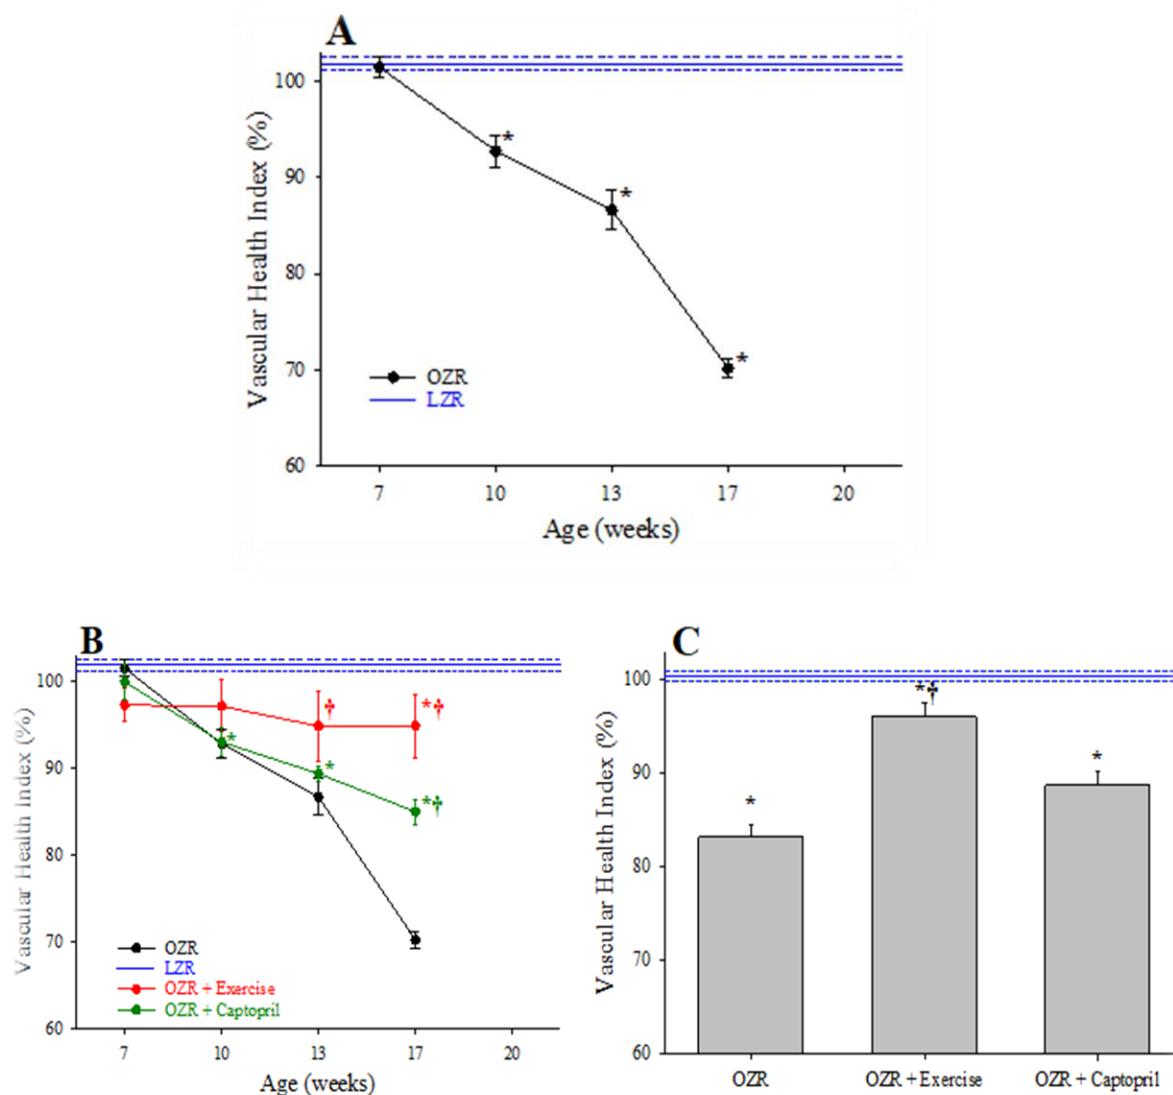 A
Vascular Health Index (%)
100
90
80
70
60
*
*
*
OZR
LZR
7 10 13 17 20
Age (weeks)
B
Vascular Health Index (%)
100
90
80
70
60
†
*†
*
*
*†
OZR
LZR
OZR + Exercise
OZR + Captopril
7 10 13 17 20
Age (weeks)
C
Vascular Health Index (%)
100
90
80
70
60
*
*†
*
OZR OZR + Exercise OZR + Captopril